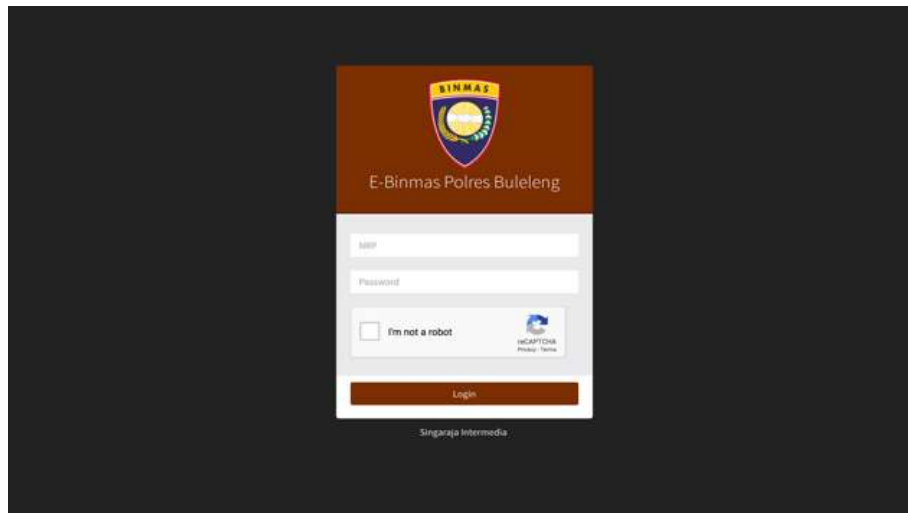 BINMAS
E-Binmas Polres Buleleng
NRP
Password
I'm not a robot
reCAPTCHA
Privacy - Terms
Login
Singaraja Intermedia